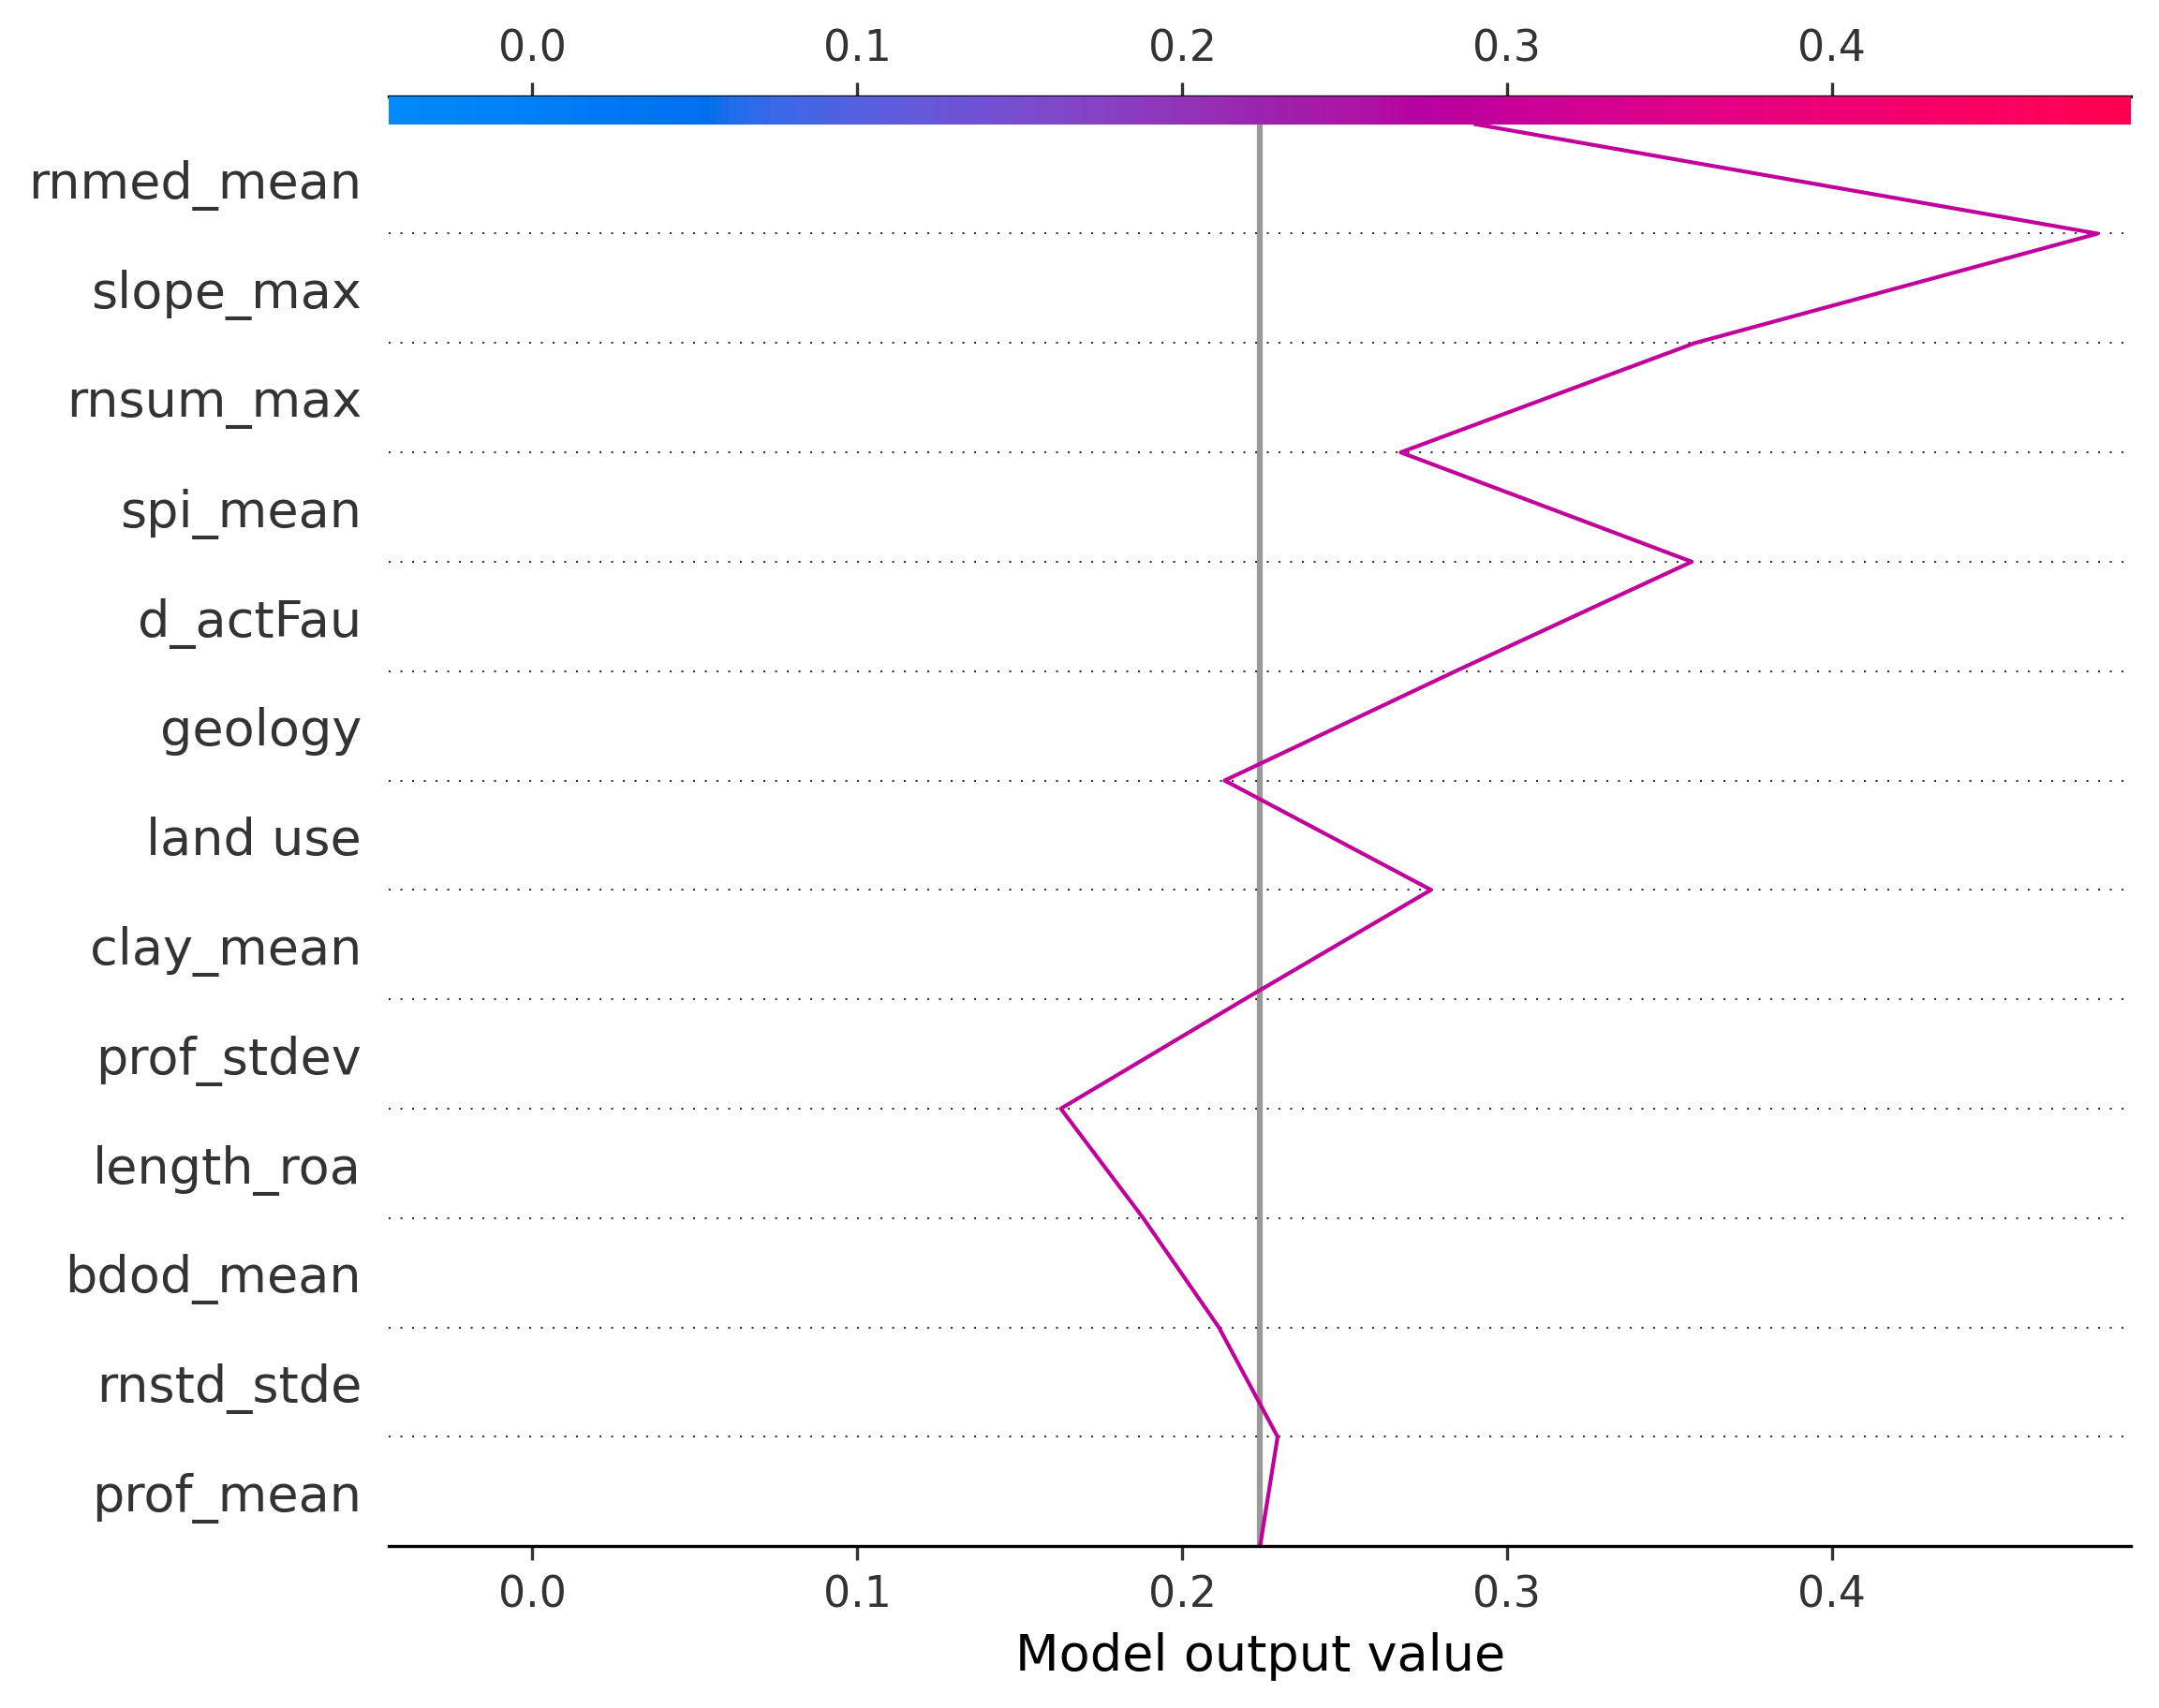 0.0 0.1 0.2 0.3 0.4
rnmed_mean
slope_max
rnsum_max
spi_mean
d_actFau
geology
land use
clay_mean
prof_stdev
length_roa
bdod_mean
rnstd_stde
prof_mean
0.0 0.1 0.2 0.3 0.4
Model output value